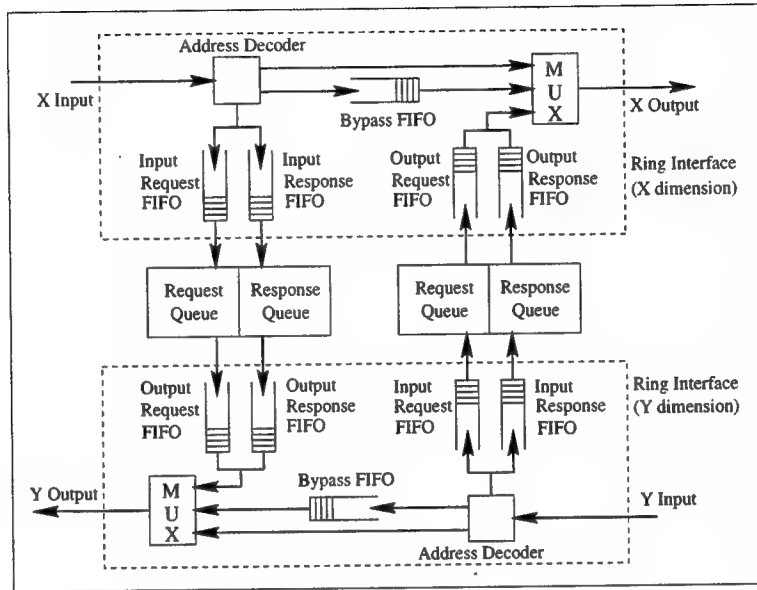 Address Decoder
X Input
Bypass FIFO
M
U
X
X Output
Input
Request
FIFO
Input
Response
FIFO
Output
Request
FIFO
Output
Response
FIFO
Ring Interface
(X dimension)
Request
Queue
Response
Queue
Request
Queue
Response
Queue
Output
Request
FIFO
Output
Response
FIFO
Input
Request
FIFO
Input
Response
FIFO
Ring Interface
(Y dimension)
Y Output
M
U
X
Bypass FIFO
Y Input
Address Decoder